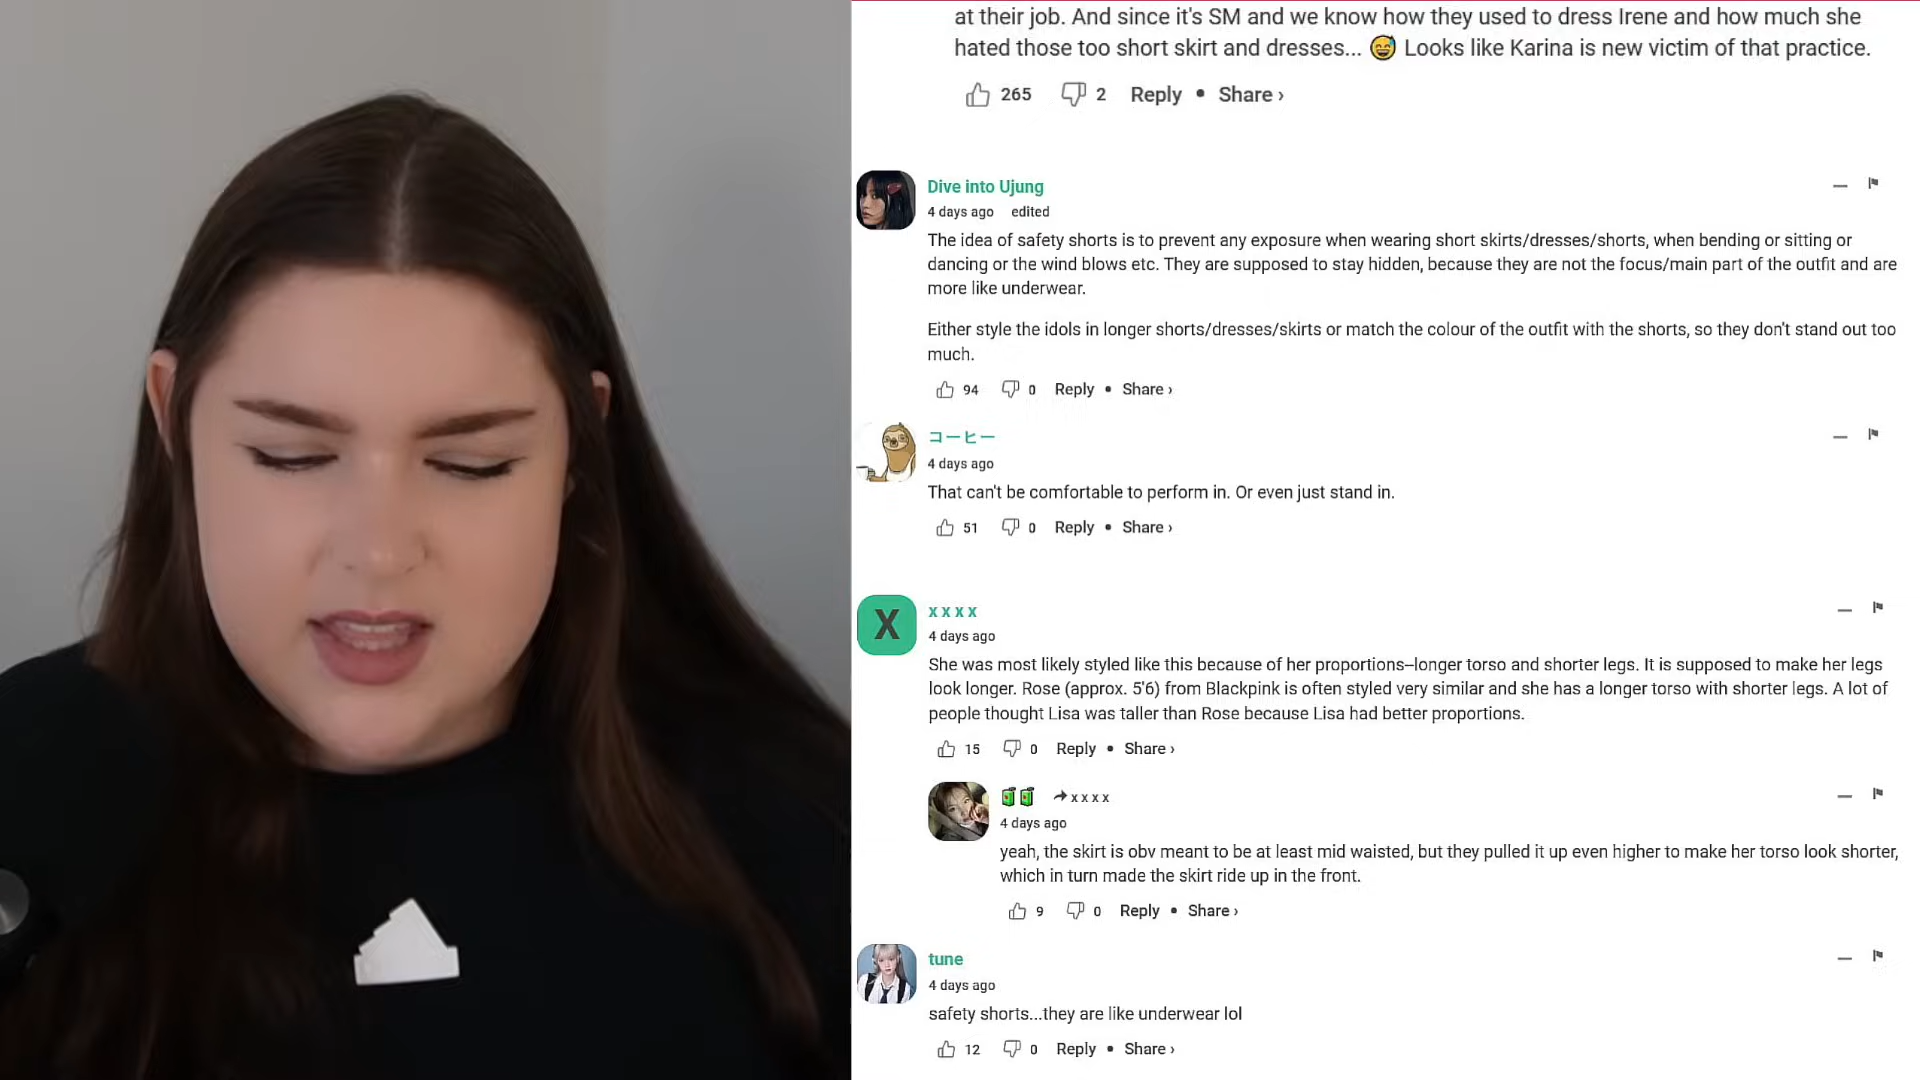 at their job. And since it's SM and we know how they used to dress Irene and how much she
hated those too short skirt and dresses... 😅 Looks like Karina is new victim of that practice.
265 2 Reply • Share ›
Dive into Ujung
4 days ago edited
The idea of safety shorts is to prevent any exposure when wearing short skirts/dresses/shorts, when bending or sitting or
dancing or the wind blows etc. They are supposed to stay hidden, because they are not the focus/main part of the outfit and are
more like underwear.
Either style the idols in longer shorts/dresses/skirts or match the colour of the outfit with the shorts, so they don't stand out too
much.
94 0 Reply • Share ›
コーヒー
4 days ago
That can't be comfortable to perform in. Or even just stand in.
51 0 Reply • Share ›
X
x x x x
4 days ago
She was most likely styled like this because of her proportions--longer torso and shorter legs. It is supposed to make her legs
look longer. Rose (approx. 5'6) from Blackpink is often styled very similar and she has a longer torso with shorter legs. A lot of
people thought Lisa was taller than Rose because Lisa had better proportions.
15 0 Reply • Share ›
🧃🧃 x x x x
4 days ago
yeah, the skirt is obv meant to be at least mid waisted, but they pulled it up even higher to make her torso look shorter,
which in turn made the skirt ride up in the front.
9 0 Reply • Share ›
tune
4 days ago
safety shorts...they are like underwear lol
12 0 Reply • Share ›